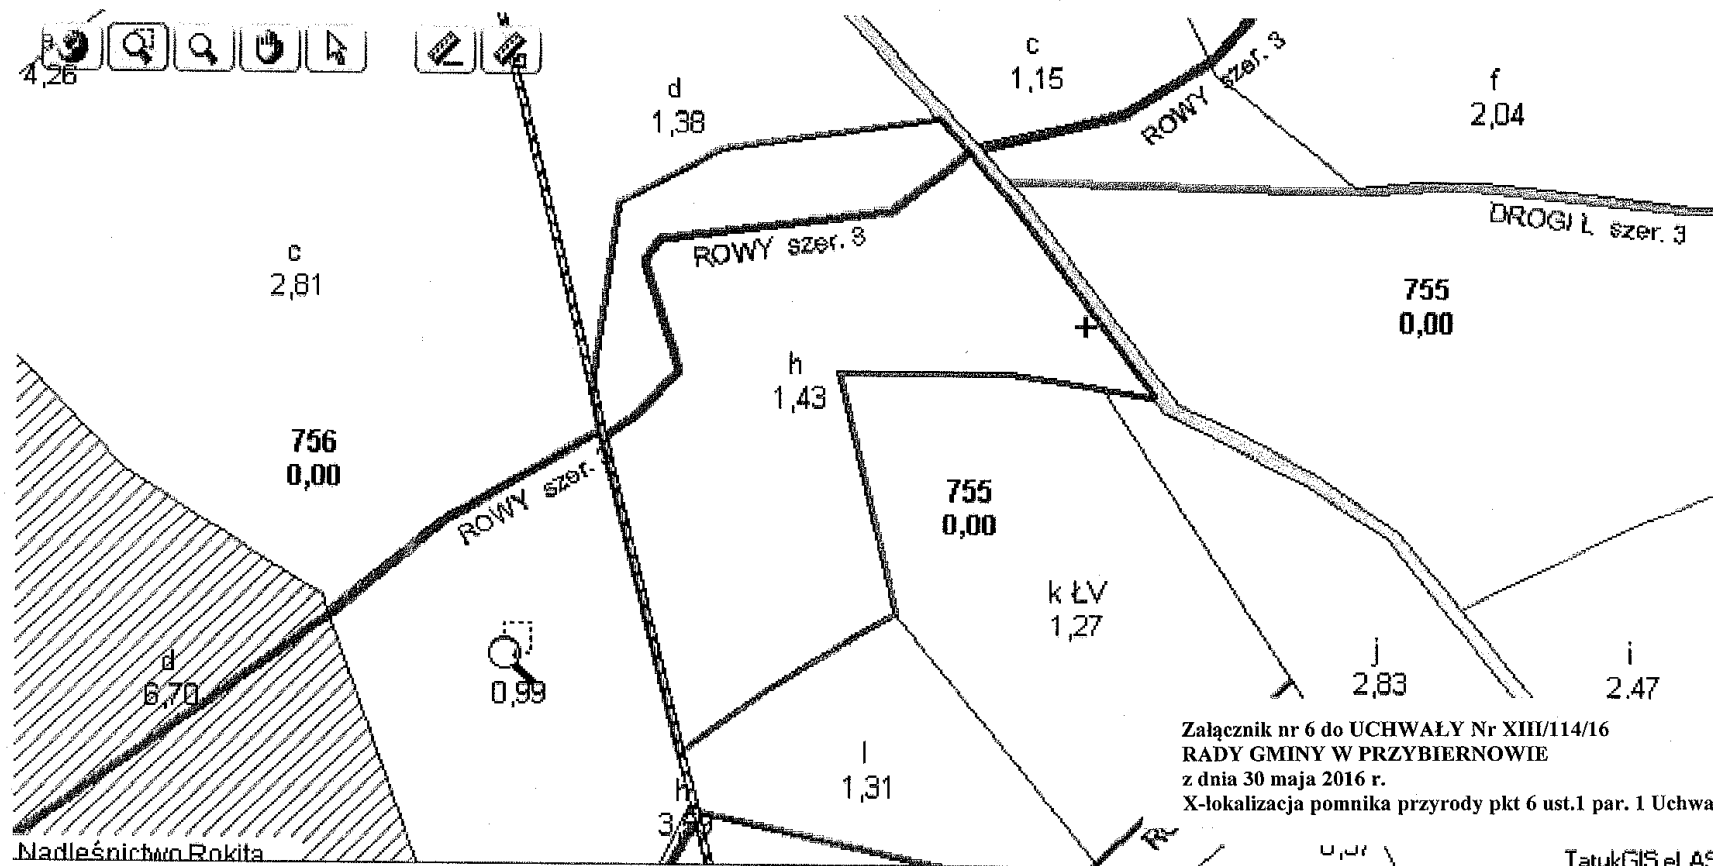 4,26
d
1,38
c
1,15
ROWY szer. 3
f
2,04
DROGI L szer. 3
c
2,81
ROWY szer. 3
755
0,00
h
1,43
756
0,00
ROWY szer.
755
0,00
k ŁV
1,27
d
6,70
0,99
j
2,83
i
2,47
l
1,31
h
Załącznik nr 6 do UCHWAŁY Nr XIII/114/16
RADY GMINY W PRZYBIERNOWIE
z dnia 30 maja 2016 r.
X-lokalizacja pomnika przyrody pkt 6 ust.1 par. 1 Uchwa
Nadleśnictwo Rokita
TatukGIS eLAS